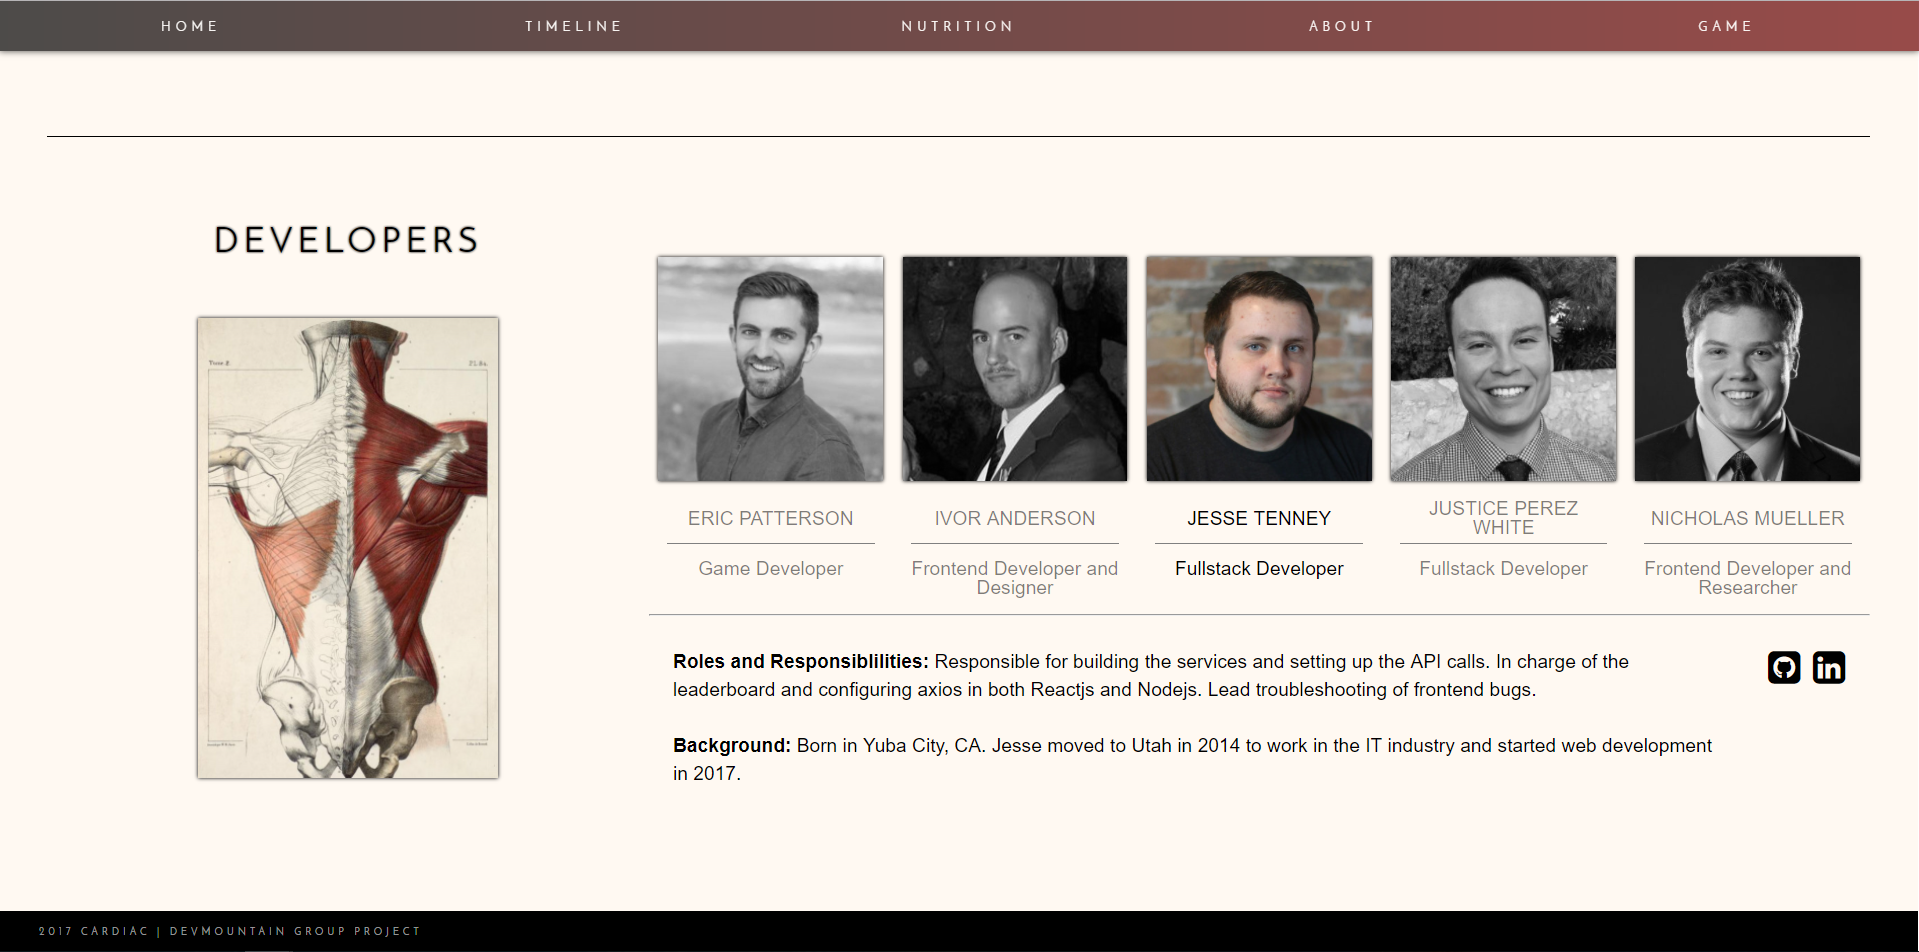 HOME
TIMELINE
NUTRITION
ABOUT
GAME
DEVELOPERS
ERIC PATTERSON
Game Developer
IVOR ANDERSON
Frontend Developer and
Designer
JESSE TENNEY
Fullstack Developer
JUSTICE PEREZ
WHITE
Fullstack Developer
NICHOLAS MUELLER
Frontend Developer and
Researcher
Roles and Responsiblilities: Responsible for building the services and setting up the API calls. In charge of the
leaderboard and configuring axios in both Reactjs and Nodejs. Lead troubleshooting of frontend bugs.
in
Background: Born in Yuba City, CA. Jesse moved to Utah in 2014 to work in the IT industry and started web development
in 2017.
2017 CARDIAC | DEVMOUNTAIN GROUP PROJECT